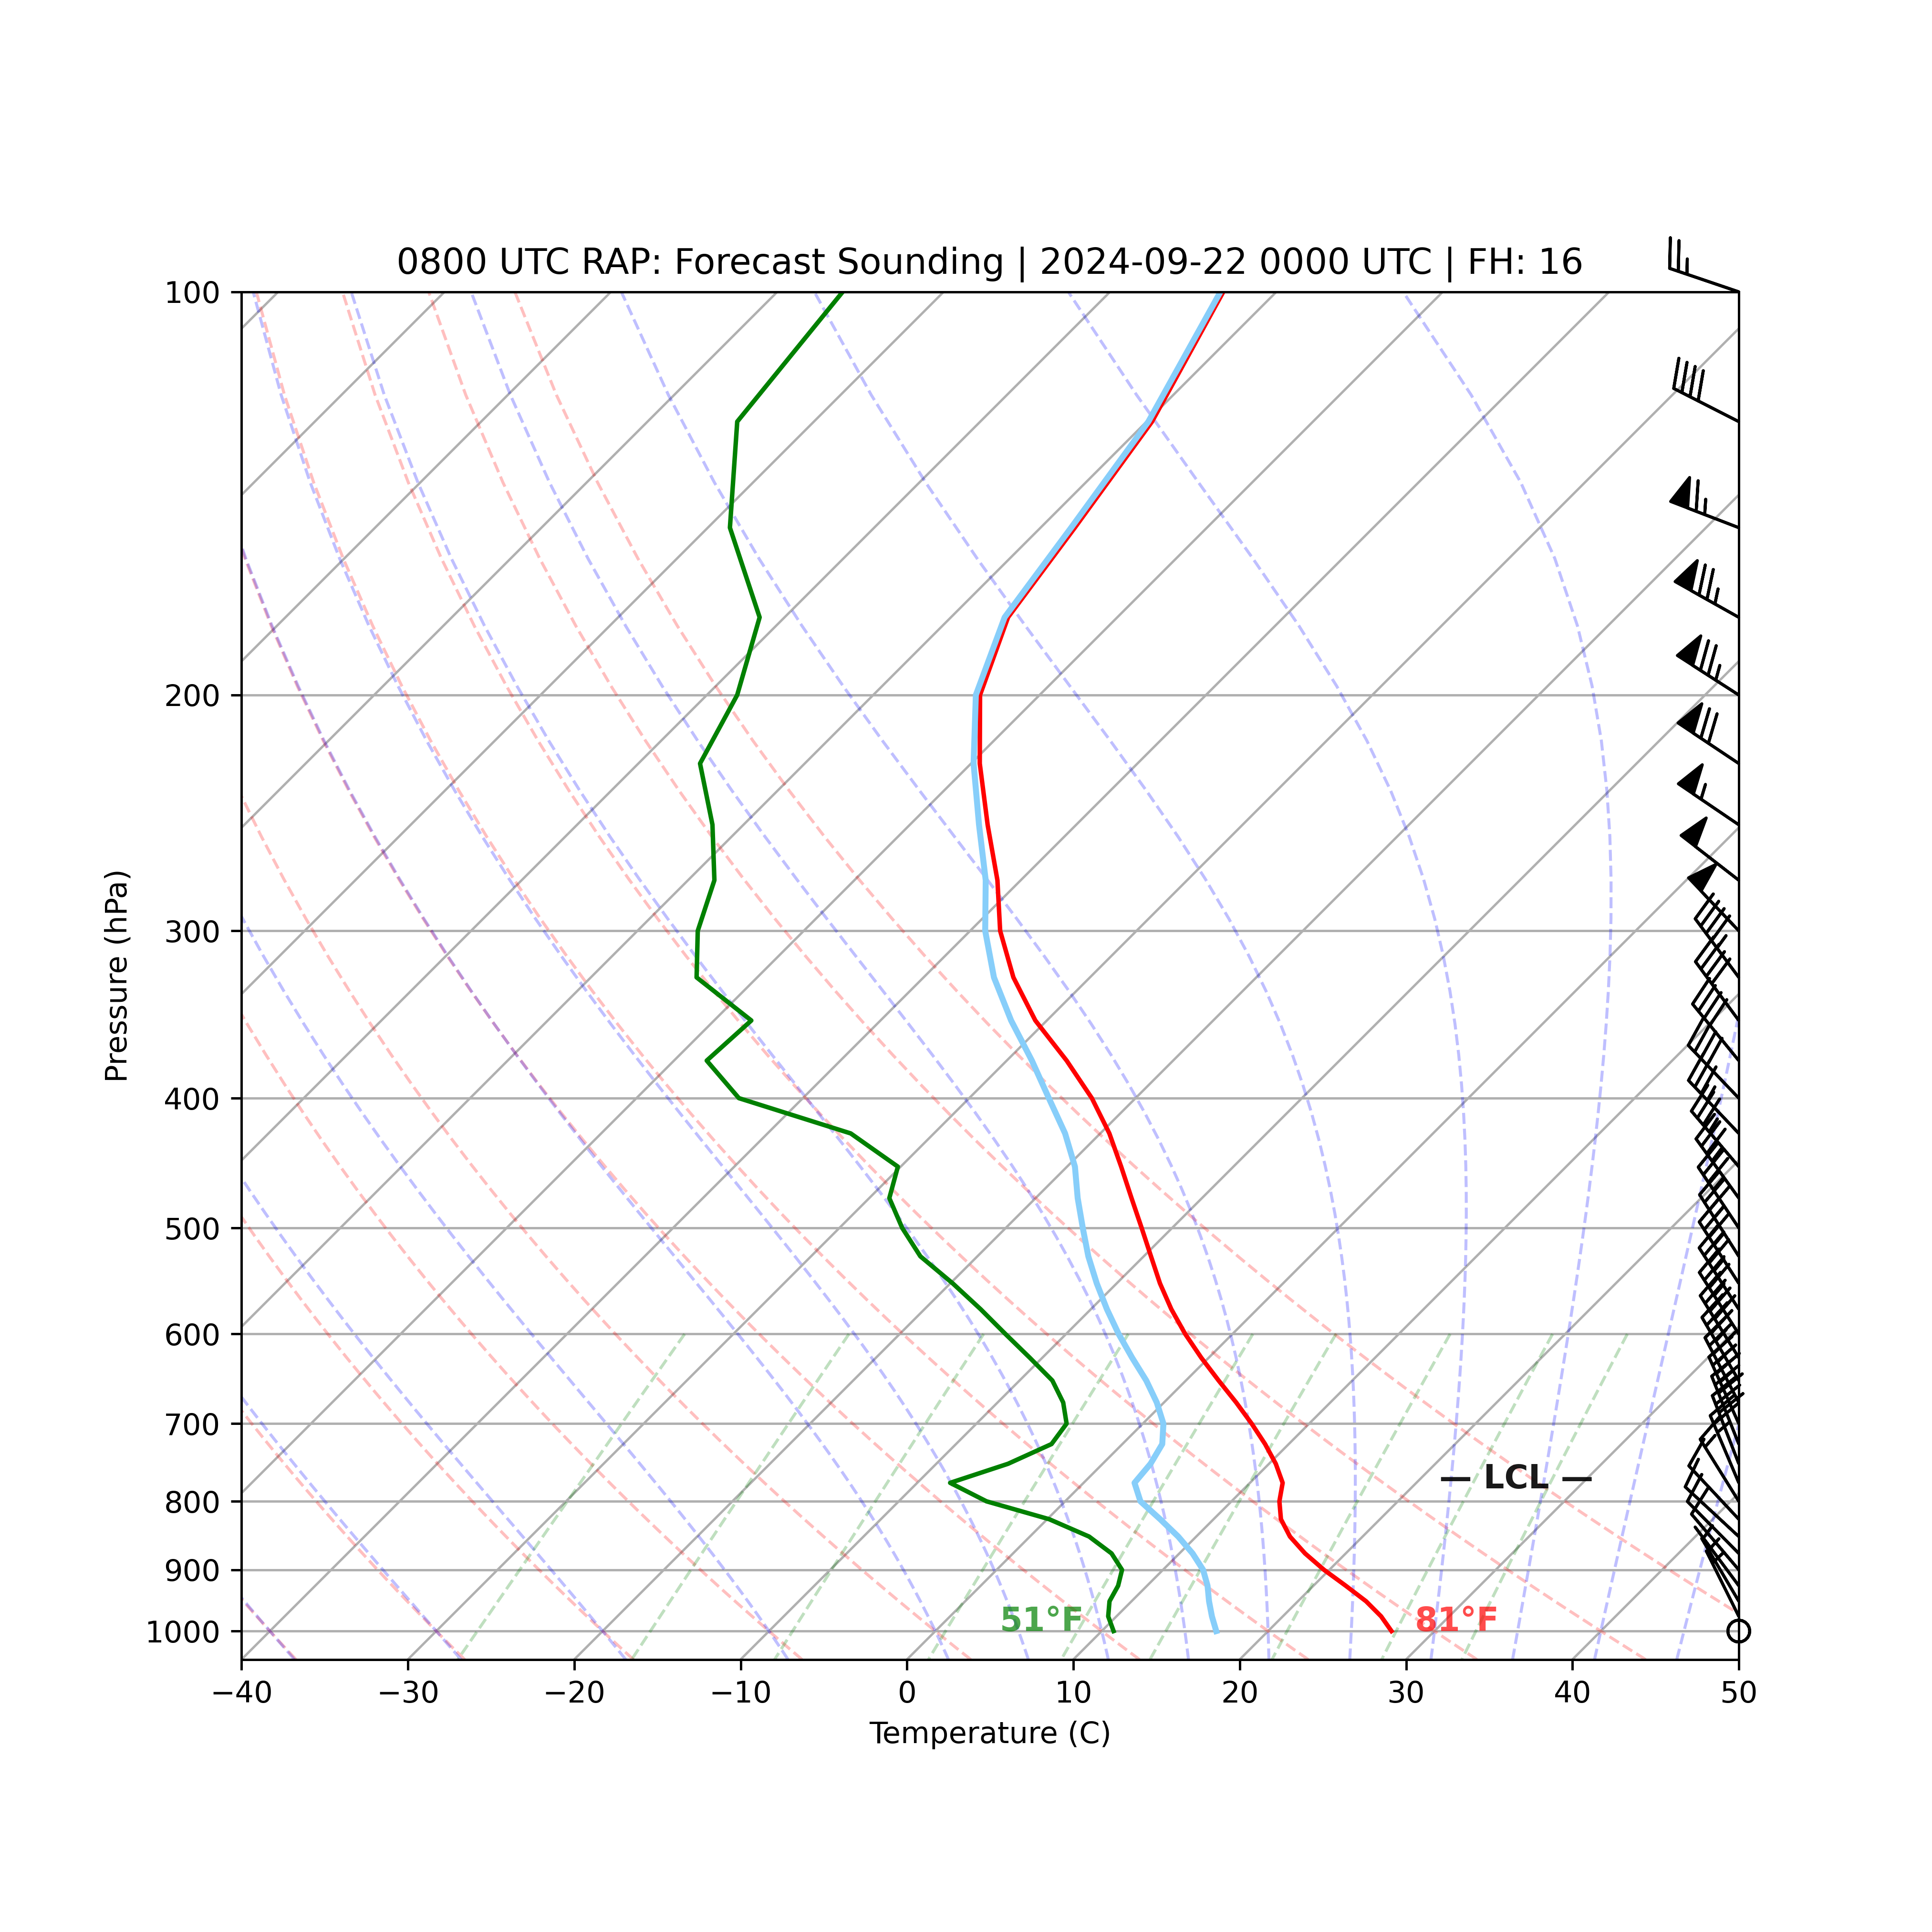 0800 UTC RAP: Forecast Sounding | 2024-09-22 0000 UTC | FH: 16
100
200
300
400
500
600
700
800
900
1000
Pressure (hPa)
— LCL —
51°F
81°F
−40 −30 −20 −10 0 10 20 30 40 50
Temperature (C)